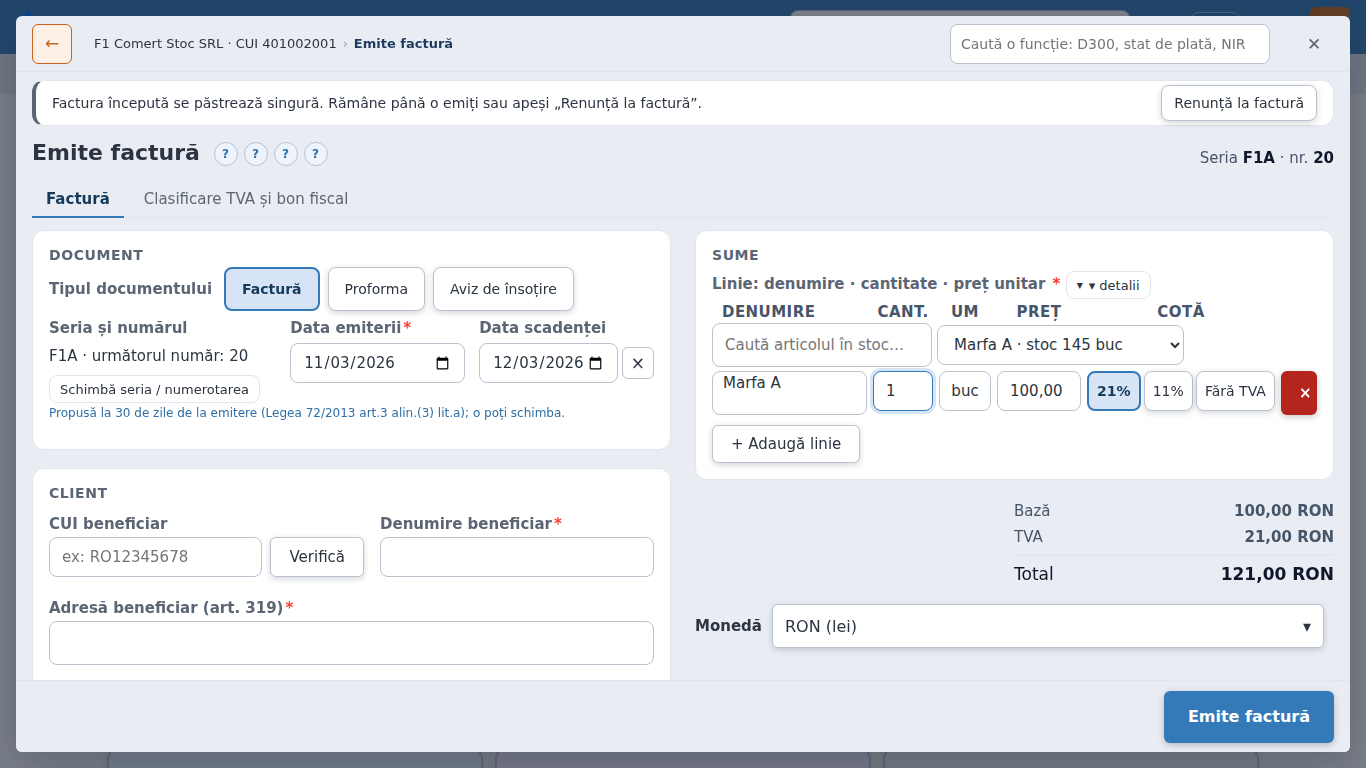 ←
F1 Comert Stoc SRL · CUI 401002001 › Emite factură
Caută o funcție: D300, stat de plată, NIR
✕
Factura începută se păstrează singură. Rămâne până o emiți sau apeși „Renunță la factură”.
Renunță la factură
Emite factură ? ? ? ?
Seria F1A · nr. 20
Factură
Clasificare TVA și bon fiscal
DOCUMENT
Tipul documentului
Factură
Proforma
Aviz de însoțire
Seria și numărul
F1A · următorul număr: 20
Schimbă seria / numerotarea
Data emiterii*
11/03/2026
Data scadenței
12/03/2026
×
Propusă la 30 de zile de la emitere (Legea 72/2013 art.3 alin.(3) lit.a); o poți schimba.
CLIENT
CUI beneficiar
ex: RO12345678
Verifică
Denumire beneficiar*
Adresă beneficiar (art. 319)*
SUME
Linie: denumire · cantitate · preț unitar *
▾ ▾ detalii
DENUMIRE CANT. UM PREȚ COTĂ
Caută articolul în stoc...
Marfa A · stoc 145 buc
Marfa A
1
buc
100,00
21%
11%
Fără TVA
×
+ Adaugă linie
Bază 100,00 RON
TVA 21,00 RON
Total 121,00 RON
Monedă
RON (lei) ▾
Emite factură